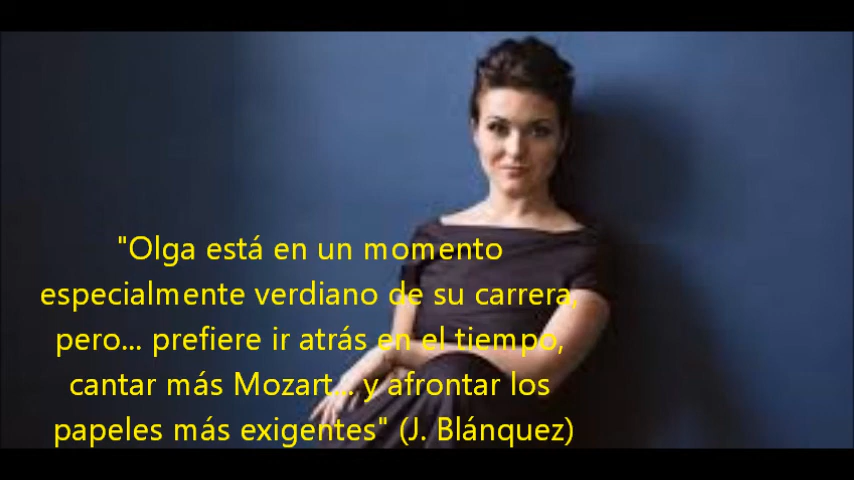 "Olga está en un momento
especialmente verdiano de su carrera,
pero... prefiere ir atrás en el tiempo,
cantar más Mozart... y afrontar los
papeles más exigentes" (J. Blánquez)